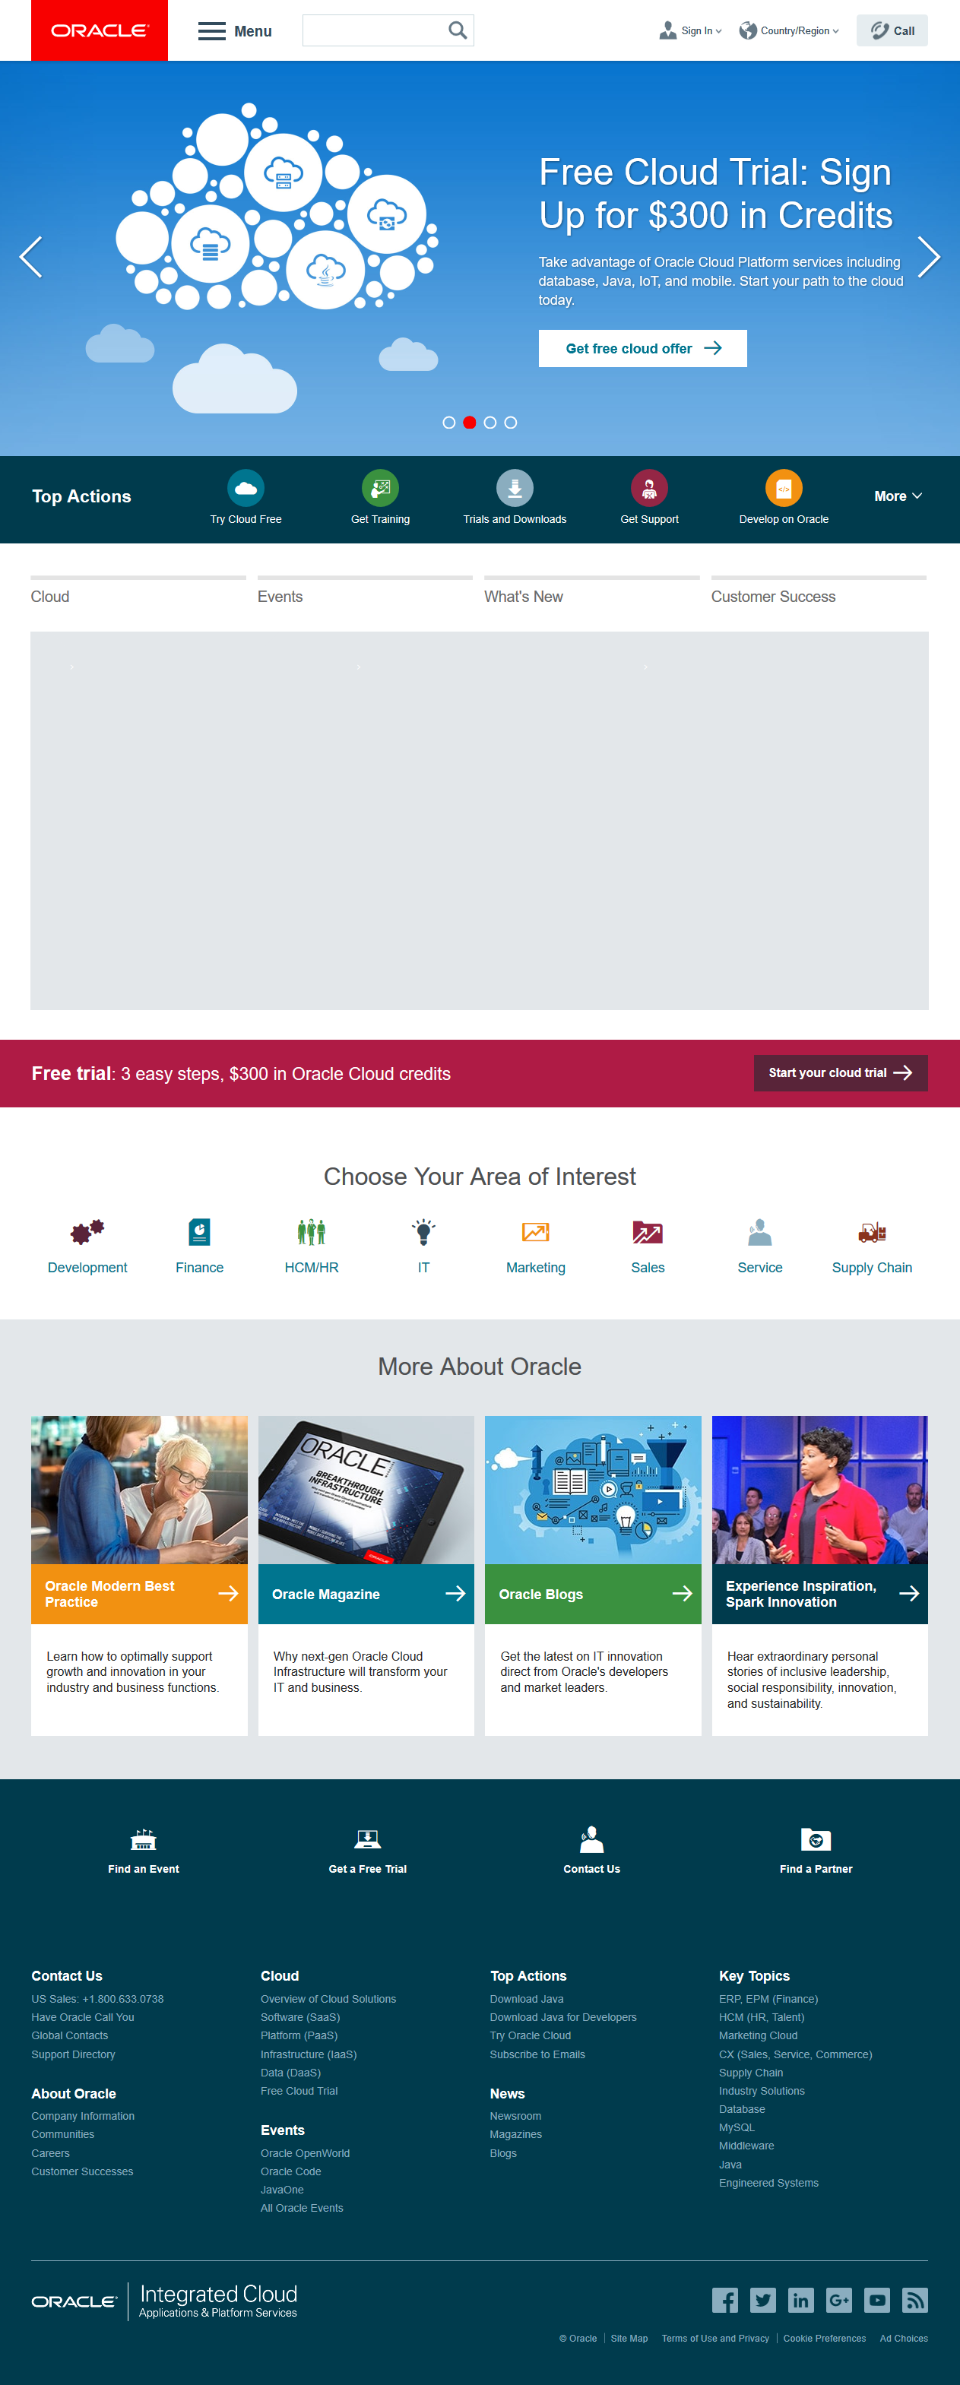 ORACLE
Menu
Sign In
Country/Region
Call
Free Cloud Trial: Sign
Up for $300 in Credits
Take advantage of Oracle Cloud Platform services including
database, Java, IoT, and mobile. Start your path to the cloud
today.
Get free cloud offer
Top Actions
Try Cloud Free
Get Training
Trials and Downloads
Get Support
Develop on Oracle
More
Cloud
Events
What's New
Customer Success
Free trial: 3 easy steps, $300 in Oracle Cloud credits
Start your cloud trial
Choose Your Area of Interest
Development
Finance
HCM/HR
IT
Marketing
Sales
Service
Supply Chain
More About Oracle
ORACLE
BREAKTHROUGH
INFRASTRUCTURE
Oracle Modern Best
Practice
Learn how to optimally support
growth and innovation in your
industry and business functions.
Oracle Magazine
Why next-gen Oracle Cloud
Infrastructure will transform your
IT and business.
Oracle Blogs
Get the latest on IT innovation
direct from Oracle's developers
and market leaders.
Experience Inspiration,
Spark Innovation
Hear extraordinary personal
stories of inclusive leadership,
social responsibility, innovation,
and sustainability.
Find an Event
Get a Free Trial
Contact Us
Find a Partner
Contact Us
US Sales: +1.800.633.0738
Have Oracle Call You
Global Contacts
Support Directory
About Oracle
Company Information
Communities
Careers
Customer Successes
Cloud
Overview of Cloud Solutions
Software (SaaS)
Platform (PaaS)
Infrastructure (IaaS)
Data (DaaS)
Free Cloud Trial
Events
Oracle OpenWorld
Oracle Code
JavaOne
All Oracle Events
Top Actions
Download Java
Download Java for Developers
Try Oracle Cloud
Subscribe to Emails
News
Newsroom
Magazines
Blogs
Key Topics
ERP, EPM (Finance)
HCM (HR, Talent)
Marketing Cloud
CX (Sales, Service, Commerce)
Supply Chain
Industry Solutions
Database
MySQL
Middleware
Java
Engineered Systems
ORACLE
Integrated Cloud
Applications & Platform Services
© Oracle
Site Map
Terms of Use and Privacy
Cookie Preferences
Ad Choices